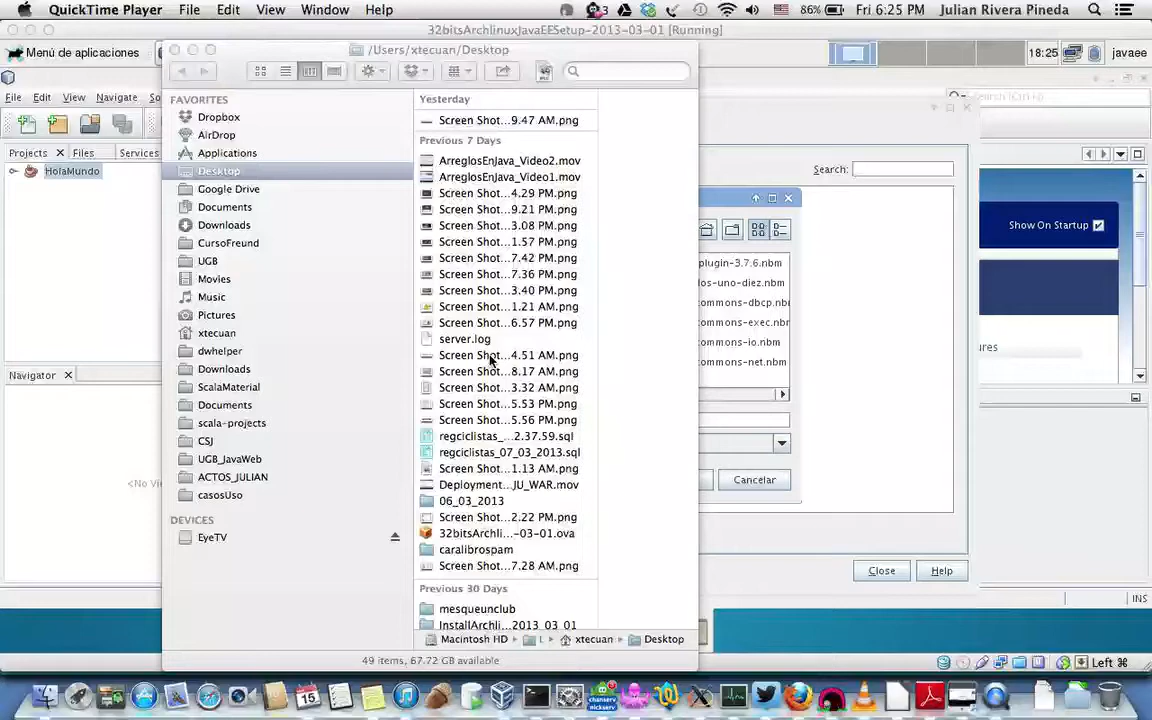 QuickTime Player File Edit View Window Help 3 86% Fri 6:25 PM Julian Rivera Pineda
32bitsArchlinuxJavaEESetup-2013-03-01 [Running]
Menú de aplicaciones
18:25 javaee
/Users/xtecuan/Desktop
File Edit View Navigate So
Search (Ctrl+I)
Projects Files Services
HolaMundo
FAVORITES
Dropbox
AirDrop
Applications
Desktop
Google Drive
Documents
Downloads
CursoFreund
UGB
Movies
Music
Pictures
xtecuan
dwhelper
Downloads
ScalaMaterial
Documents
scala-projects
CSJ
UGB_JavaWeb
ACTOS_JULIAN
casosUso
DEVICES
EyeTV
Yesterday
Screen Shot...9.47 AM.png
Previous 7 Days
ArreglosEnJava_Video2.mov
ArreglosEnJava_Video1.mov
Screen Shot...4.29 PM.png
Screen Shot...9.21 PM.png
Screen Shot...3.08 PM.png
Screen Shot...1.57 PM.png
Screen Shot...7.42 PM.png
Screen Shot...7.36 PM.png
Screen Shot...3.40 PM.png
Screen Shot...1.21 AM.png
Screen Shot...6.57 PM.png
server.log
Screen Shot...4.51 AM.png
Screen Shot...8.17 AM.png
Screen Shot...3.32 AM.png
Screen Shot...5.53 PM.png
Screen Shot...5.56 PM.png
regciclistas_...2.37.59.sql
regciclistas_07_03_2013.sql
Screen Shot...1.13 AM.png
Deployment...JU_WAR.mov
06_03_2013
Screen Shot...2.22 PM.png
32bitsArchli...-03-01.ova
caralibrospam
Screen Shot...7.28 AM.png
Previous 30 Days
mesqueunclub
InstallArchli...2013_03_01
Macintosh HD xtecuan Desktop
49 items, 67.72 GB available
Search:
plugin-3.7.6.nbm
los-uno-diez.nbm
commons-dbcp.nbm
commons-exec.nbm
commons-io.nbm
commons-net.nbm
Cancelar
Close Help
Show On Startup
ures
Navigator
<No Vi
INS
Left ⌘
15